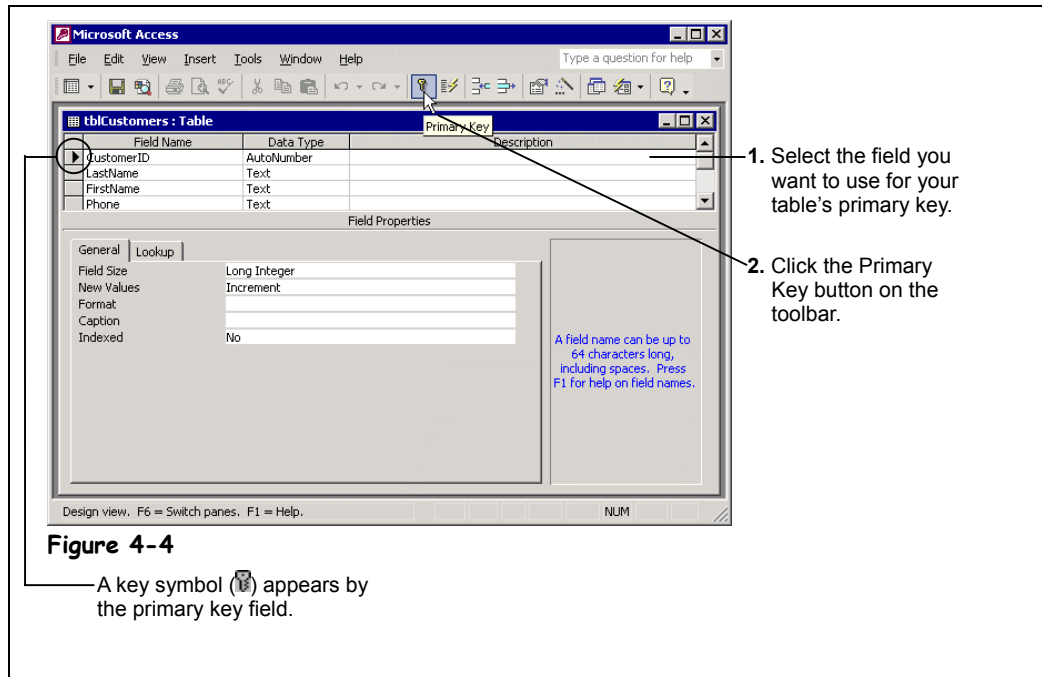 Microsoft Access
File Edit View Insert Tools Window Help Type a question for help
tblCustomers : Table
Primary Key
Field Name Data Type Description
CustomerID AutoNumber
LastName Text
FirstName Text
Phone Text
Field Properties
General Lookup
Field Size Long Integer
New Values Increment
Format
Caption
Indexed No
A field name can be up to
64 characters long,
including spaces. Press
F1 for help on field names.
Design view. F6 = Switch panes. F1 = Help. NUM
1. Select the field you
want to use for your
table's primary key.
2. Click the Primary
Key button on the
toolbar.
Figure 4-4
A key symbol () appears by
the primary key field.